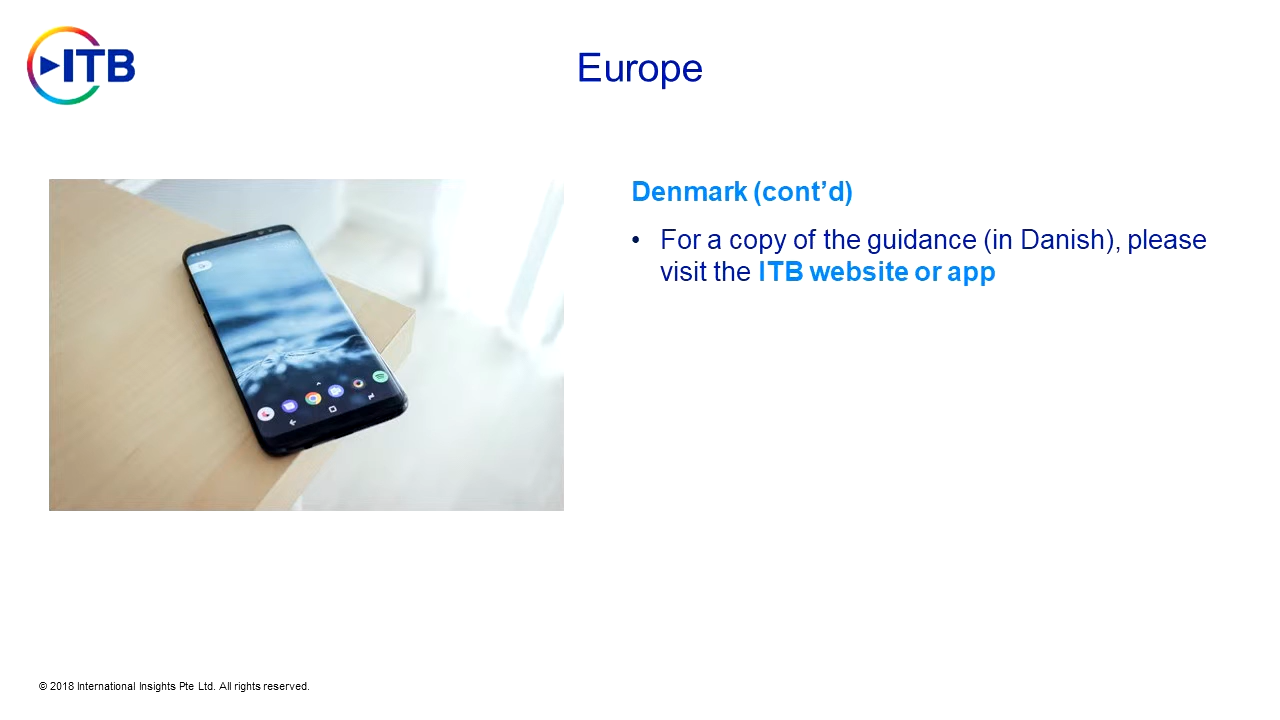 ITB
Europe
Denmark (cont’d)
• For a copy of the guidance (in Danish), please
visit the ITB website or app
© 2018 International Insights Pte Ltd. All rights reserved.